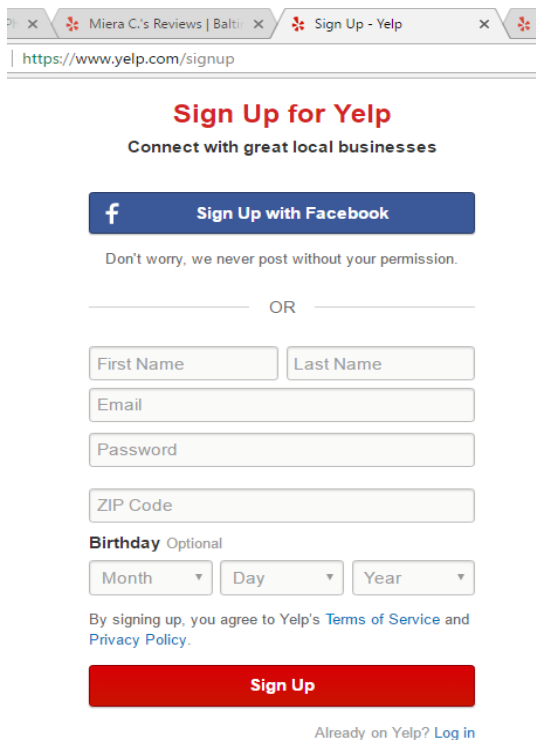 Miera C.'s Reviews | Balti
Sign Up - Yelp
https://www.yelp.com/signup
Sign Up for Yelp
Connect with great local businesses
f Sign Up with Facebook
Don't worry, we never post without your permission.
OR
First Name Last Name
Email
Password
ZIP Code
Birthday Optional
Month Day Year
By signing up, you agree to Yelp's Terms of Service and
Privacy Policy.
Sign Up
Already on Yelp? Log in